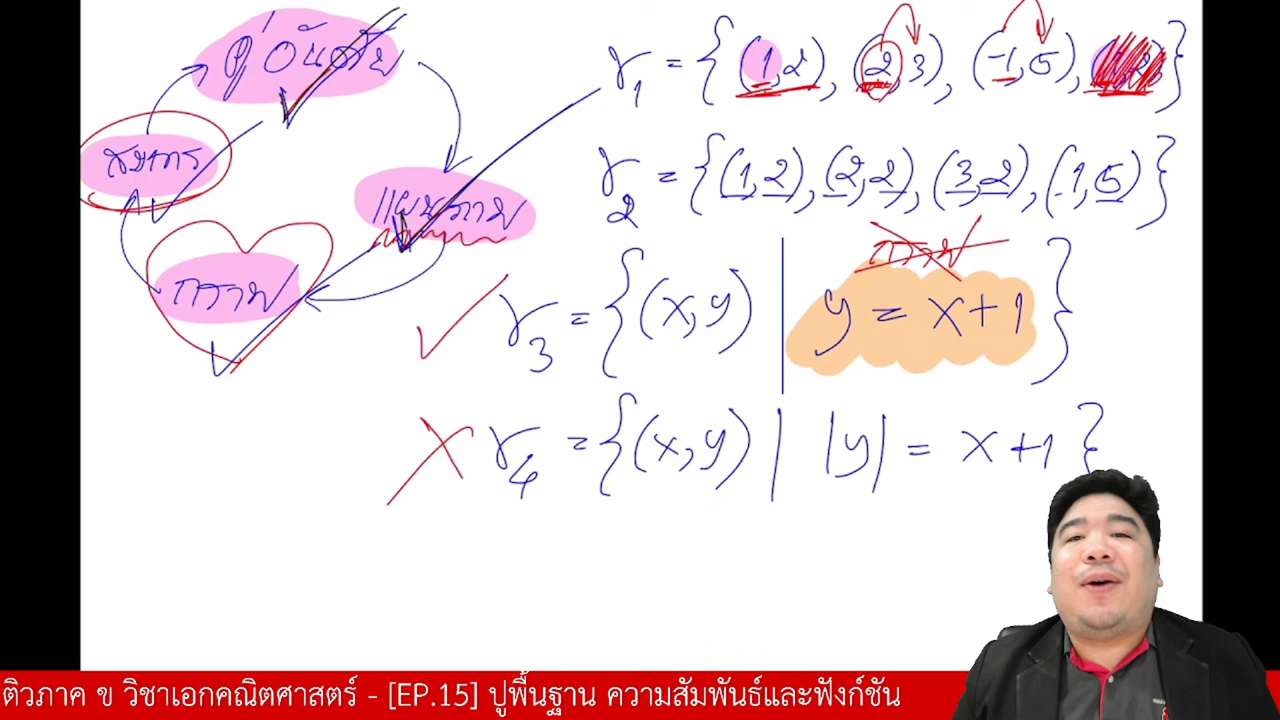 คู่อันดับ
สมการ
แผนภาพ
กราฟ
r₁ = { (1,2), (2,3), (-1,5), }
r₂ = {(1,2), (2,2), (3,2), (-1,5)}
กราฟ
r₃ = {(x,y) | y = x+1 }
r₄ = {(x,y) | |y| = x+1 }
ติวภาค ข วิชาเอกคณิตศาสตร์ - [EP.15] ปูพื้นฐาน ความสัมพันธ์และฟังก์ชัน